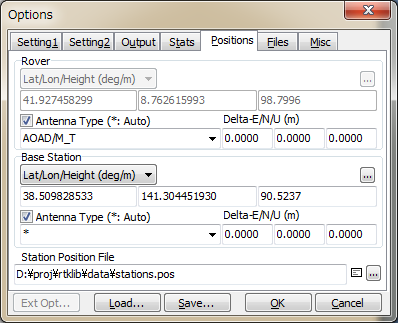 Options
Setting1 Setting2 Output Stats Positions Files Misc
Rover
Lat/Lon/Height (deg/m) ...
41.927458299 8.762615993 98.7996
Antenna Type (*: Auto) Delta-E/N/U (m)
AOAD/M_T 0.0000 0.0000 0.0000
Base Station
Lat/Lon/Height (deg/m) ...
38.509828533 141.304451930 90.5237
Antenna Type (*: Auto) Delta-E/N/U (m)
* 0.0000 0.0000 0.0000
Station Position File
D:¥proj¥rtklib¥data¥stations.pos ...
Ext Opt... Load... Save... OK Cancel